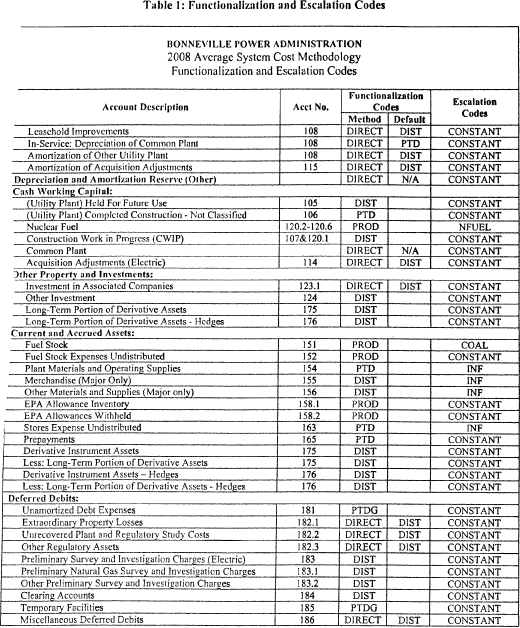 Table 1: Functionalization and Escalation Codes
BONNEVILLE POWER ADMINISTRATION
2008 Average System Cost Methodology
Functionalization and Escalation Codes
Account Description Acct No. Functionalization Codes Escalation Codes
Method Default
Leasehold Improvements 108 DIRECT DIST CONSTANT
In-Service: Depreciation of Common Plant 108 DIRECT PTD CONSTANT
Amortization of Other Utility Plant 108 DIRECT DIST CONSTANT
Amortization of Acquisition Adjustments 115 DIRECT DIST CONSTANT
Depreciation and Amortization Reserve (Other) DIRECT N/A CONSTANT
Cash Working Capital:
(Utility Plant) Held For Future Use 105 DIST CONSTANT
(Utility Plant) Completed Construction - Not Classified 106 PTD CONSTANT
Nuclear Fuel 120.2-120.6 PROD NFUEL
Construction Work in Progress (CWIP) 107&120.1 DIST CONSTANT
Common Plant DIRECT N/A CONSTANT
Acquisition Adjustments (Electric) 114 DIRECT DIST CONSTANT
Other Property and Investments:
Investment in Associated Companies 123.1 DIRECT DIST CONSTANT
Other Investment 124 DIST CONSTANT
Long-Term Portion of Derivative Assets 175 DIST CONSTANT
Long-Term Portion of Derivative Assets - Hedges 176 DIST CONSTANT
Current and Accrued Assets:
Fuel Stock 151 PROD COAL
Fuel Stock Expenses Undistributed 152 PROD CONSTANT
Plant Materials and Operating Supplies 154 PTD INF
Merchandise (Major Only) 155 DIST INF
Other Materials and Supplies (Major only) 156 DIST INF
EPA Allowance Inventory 158.1 PROD CONSTANT
EPA Allowances Withheld 158.2 PROD CONSTANT
Stores Expense Undistributed 163 PTD INF
Prepayments 165 PTD CONSTANT
Derivative Instrument Assets 175 DIST CONSTANT
Less: Long-Term Portion of Derivative Assets 175 DIST CONSTANT
Derivative Instrument Assets – Hedges 176 DIST CONSTANT
Less: Long-Term Portion of Derivative Assets - Hedges 176 DIST CONSTANT
Deferred Debits:
Unamortized Debt Expenses 181 PTDG CONSTANT
Extraordinary Property Losses 182.1 DIRECT DIST CONSTANT
Unrecovered Plant and Regulatory Study Costs 182.2 DIRECT DIST CONSTANT
Other Regulatory Assets 182.3 DIRECT DIST CONSTANT
Preliminary Survey and Investigation Charges (Electric) 183 DIST CONSTANT
Preliminary Natural Gas Survey and Investigation Charges 183.1 DIST CONSTANT
Other Preliminary Survey and Investigation Charges 183.2 DIST CONSTANT
Clearing Accounts 184 DIST CONSTANT
Temporary Facilities 185 PTDG CONSTANT
Miscellaneous Deferred Debits 186 DIRECT DIST CONSTANT